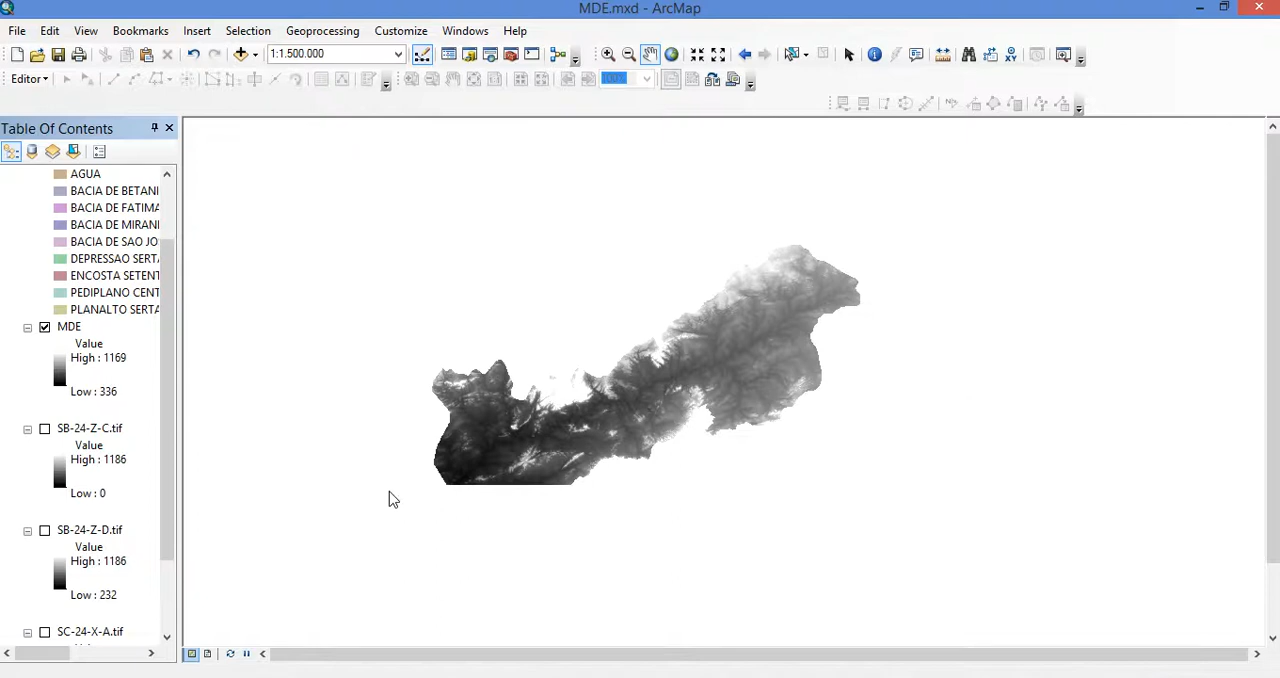 MDE.mxd - ArcMap
File Edit View Bookmarks Insert Selection Geoprocessing Customize Windows Help
1:1.500.000
Editor
Table Of Contents
AGUA
BACIA DE BETANI
BACIA DE FATIMA
BACIA DE MIRAN
BACIA DE SAO JO
DEPRESSAO SERTA
ENCOSTA SETENT
PEDIPLANO CENT
PLANALTO SERTA
MDE
Value
High : 1169
Low : 336
SB-24-Z-C.tif
Value
High : 1186
Low : 0
SB-24-Z-D.tif
Value
High : 1186
Low : 232
SC-24-X-A.tif